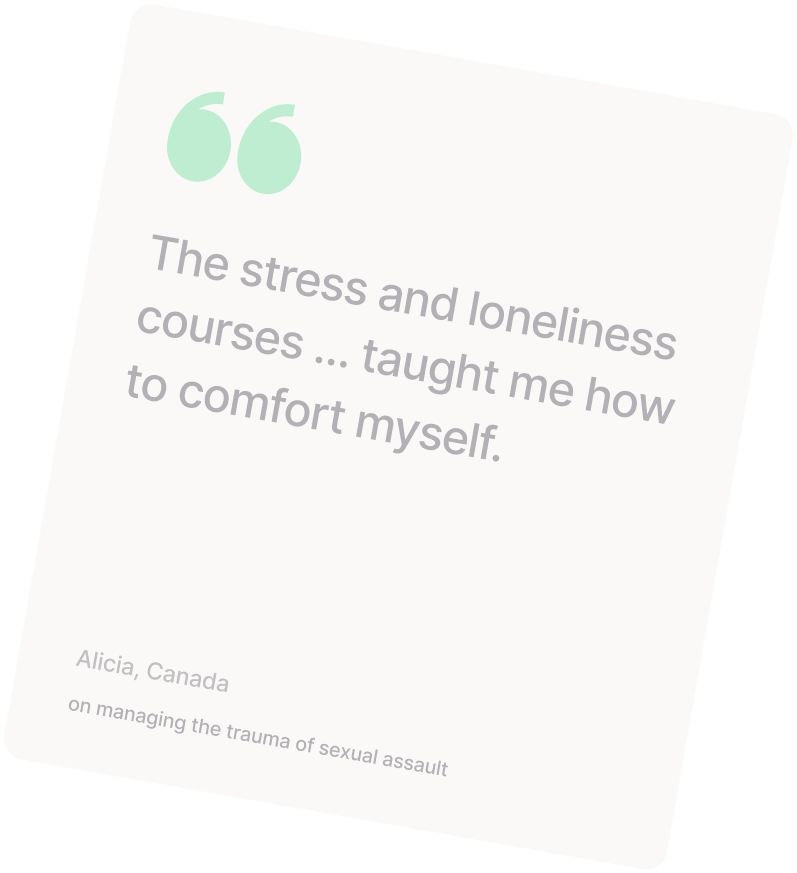 The stress and loneliness
courses ... taught me how
to comfort myself.
Alicia, Canada
on managing the trauma of sexual assault